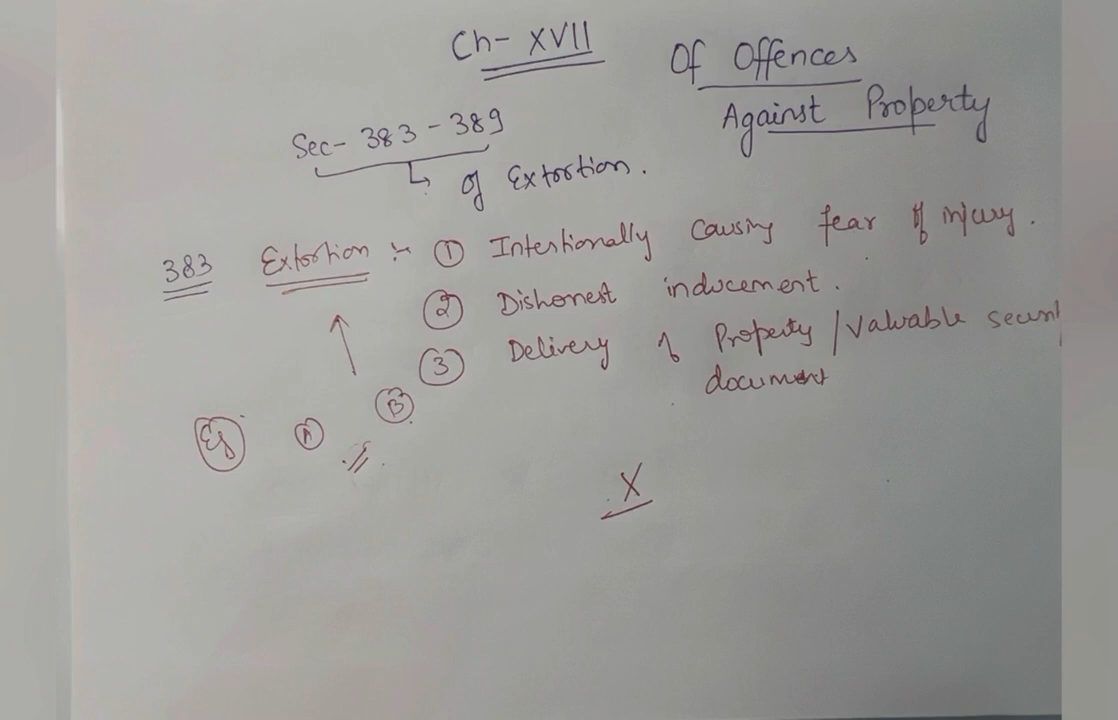 Ch- XVII
Of Offences
Against Property
Sec- 383 - 389
↳ of Extortion.
383 Extortion :- ① Intentionally causing fear of injury.
② Dishonest inducement.
③ Delivery of Property / Valuable
document
Eg A B
X